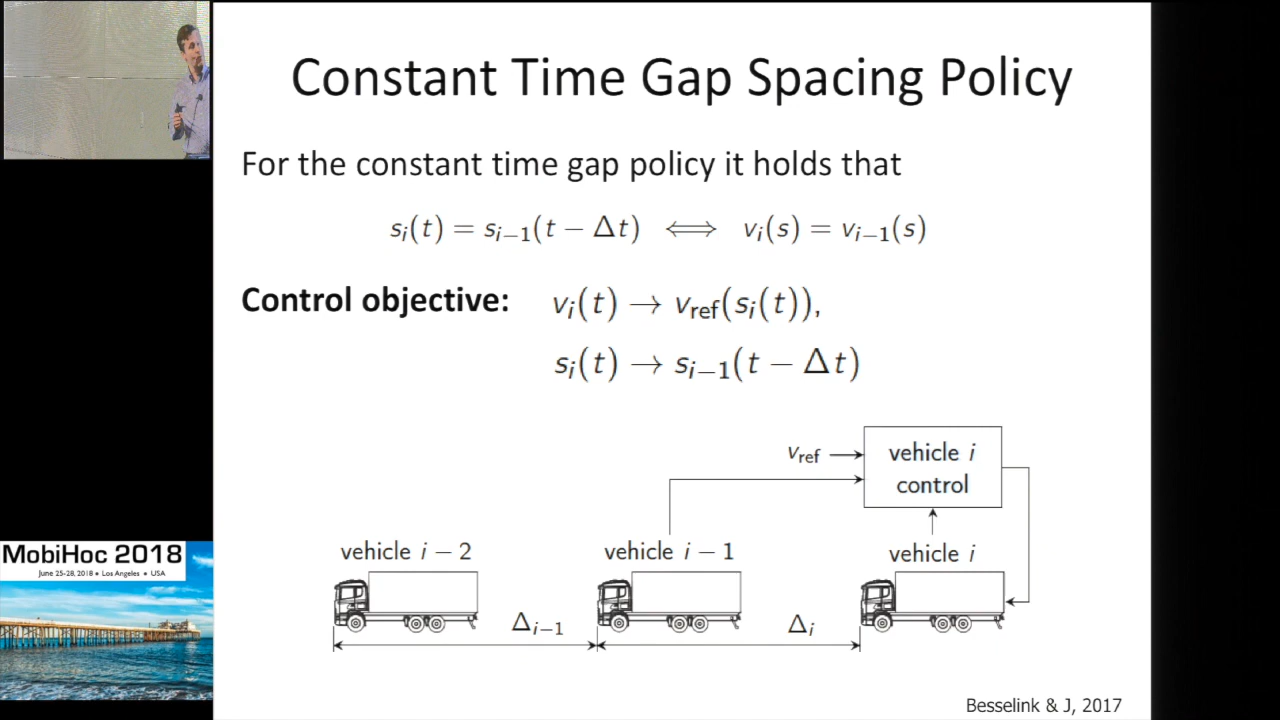 Constant Time Gap Spacing Policy
For the constant time gap policy it holds that
sᵢ(t) = sᵢ₋₁(t − Δt) ⟺ vᵢ(s) = vᵢ₋₁(s)
Control objective: vᵢ(t) → v_ref(sᵢ(t)),
sᵢ(t) → sᵢ₋₁(t − Δt)
v_ref
vehicle i
control
vehicle i − 2
vehicle i − 1
vehicle i
Δᵢ₋₁
Δᵢ
Besselink & J, 2017
MobiHoc 2018
June 25-28, 2018 • Los Angeles • USA